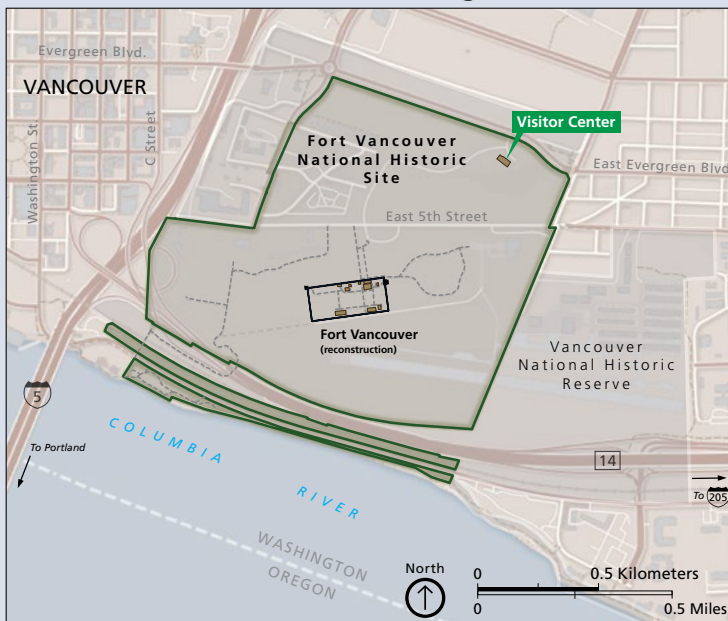 Evergreen Blvd.
VANCOUVER
Washington St.
C Street
Visitor Center
Fort Vancouver
National Historic
Site
East Evergreen Blvd
East 5th Street
Fort Vancouver
(reconstruction)
Vancouver
National Historic
Reserve
5
COLUMBIA
RIVER
To Portland
14
To 205
WASHINGTON
OREGON
North
0 0.5 Kilometers
0 0.5 Miles